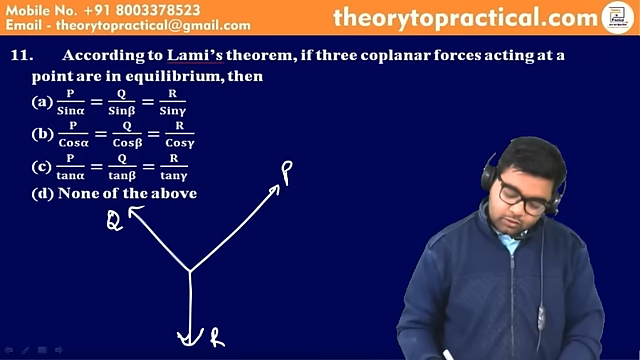 Mobile No. +91 8003378523
Email - theorytopractical@gmail.com
theorytopractical.com
11. According to Lami's theorem, if three coplanar forces acting at a
point are in equilibrium, then
(a) P/Sinα = Q/Sinβ = R/Sinγ
(b) P/Cosα = Q/Cosβ = R/Cosγ
(c) P/tanα = Q/tanβ = R/tanγ
(d) None of the above
P
Q
R